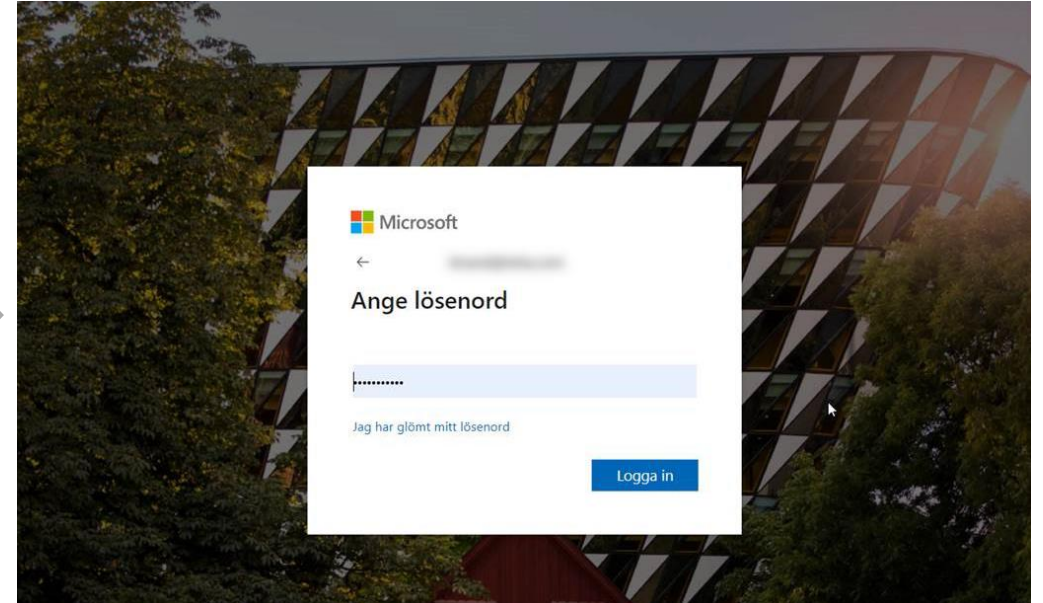 Microsoft
Ange lösenord
•••••••••••
Jag har glömt mitt lösenord
Logga in